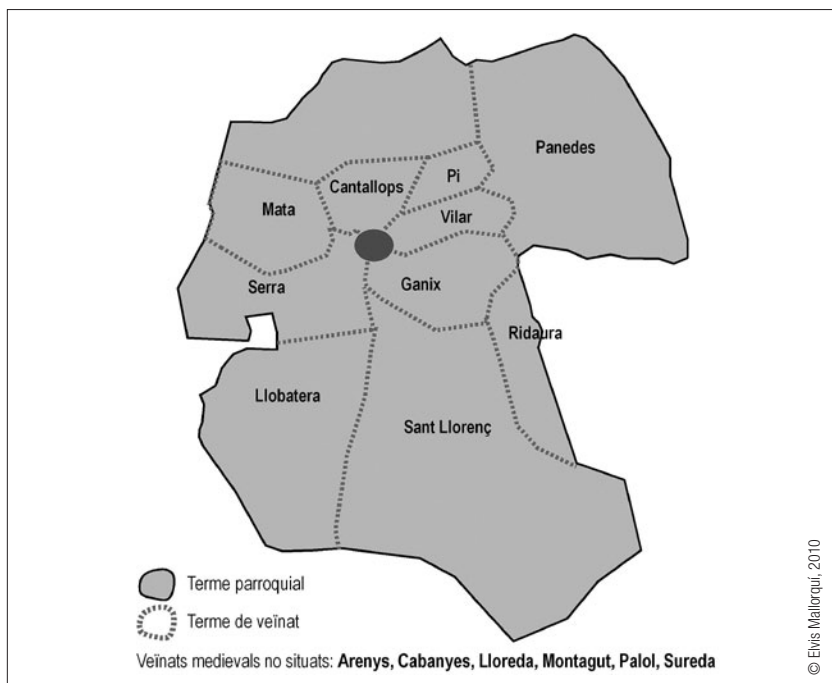 Panedes
Pi
Cantallops
Mata
Vilar
Ganix
Serra
Ridaura
Llobatera
Sant Llorenç
Terme parroquial
Terme de veïnat
Veïnats medievals no situats: Arenys, Cabanyes, Lloreda, Montagut, Palol, Sureda
© Elvis Mallorquí, 2010